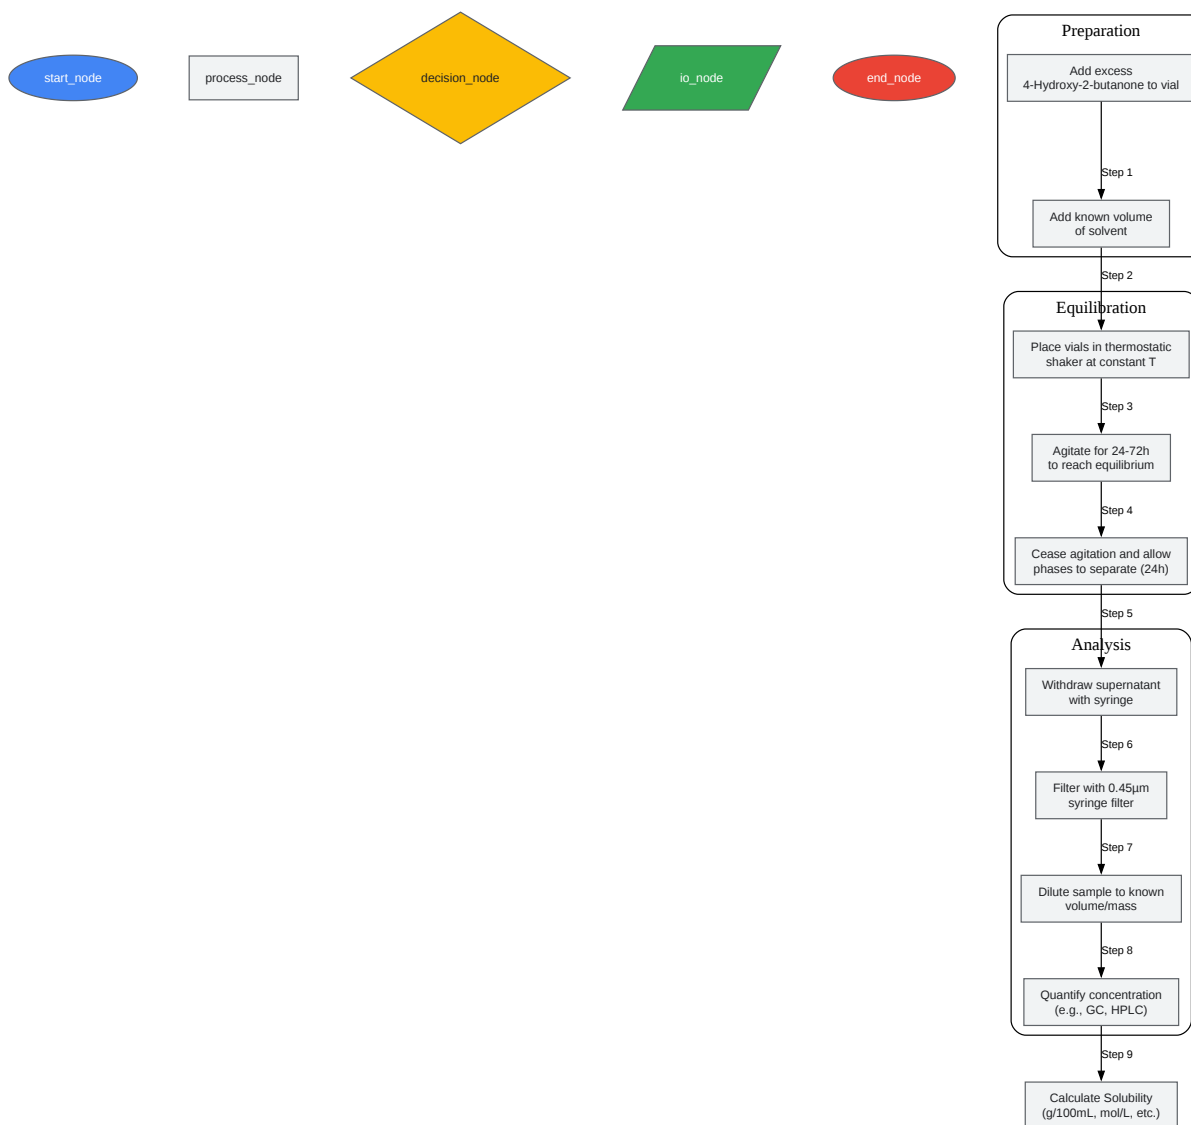 start_node
process_node
decision_node
io_node
end_node
Preparation
Add excess
4-Hydroxy-2-butanone to vial
Step 1
Add known volume
of solvent
Step 2
Equilibration
Place vials in thermostatic
shaker at constant T
Step 3
Agitate for 24-72h
to reach equilibrium
Step 4
Cease agitation and allow
phases to separate (24h)
Step 5
Analysis
Withdraw supernatant
with syringe
Step 6
Filter with 0.45µm
syringe filter
Step 7
Dilute sample to known
volume/mass
Step 8
Quantify concentration
(e.g., GC, HPLC)
Step 9
Calculate Solubility
(g/100mL, mol/L, etc.)